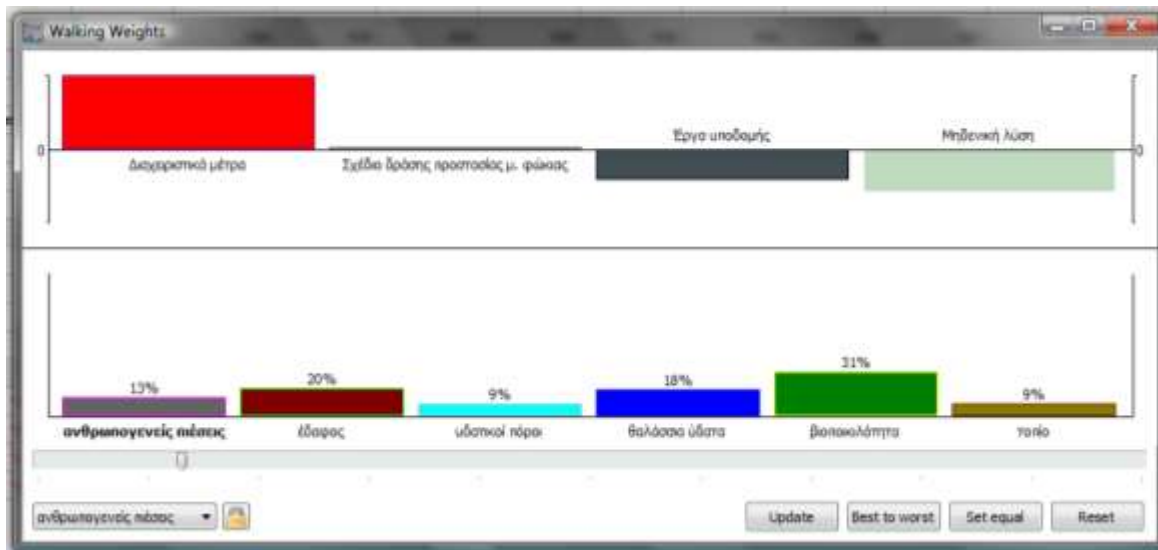 Walking Weights
Έργα υποδομής Μηδενική λύση
0 0
Διαχειριστικά μέτρα Σχέδιο δράσης προστασίας μ. φώκιας
13% 20% 9% 18% 31% 9%
ανθρωπογενείς πιέσεις έδαφος υδατικοί πόροι θαλάσσια ύδατα βιοποικιλότητα τοπίο
ανθρωπογενείς πιέσεις
Update Best to worst Set equal Reset